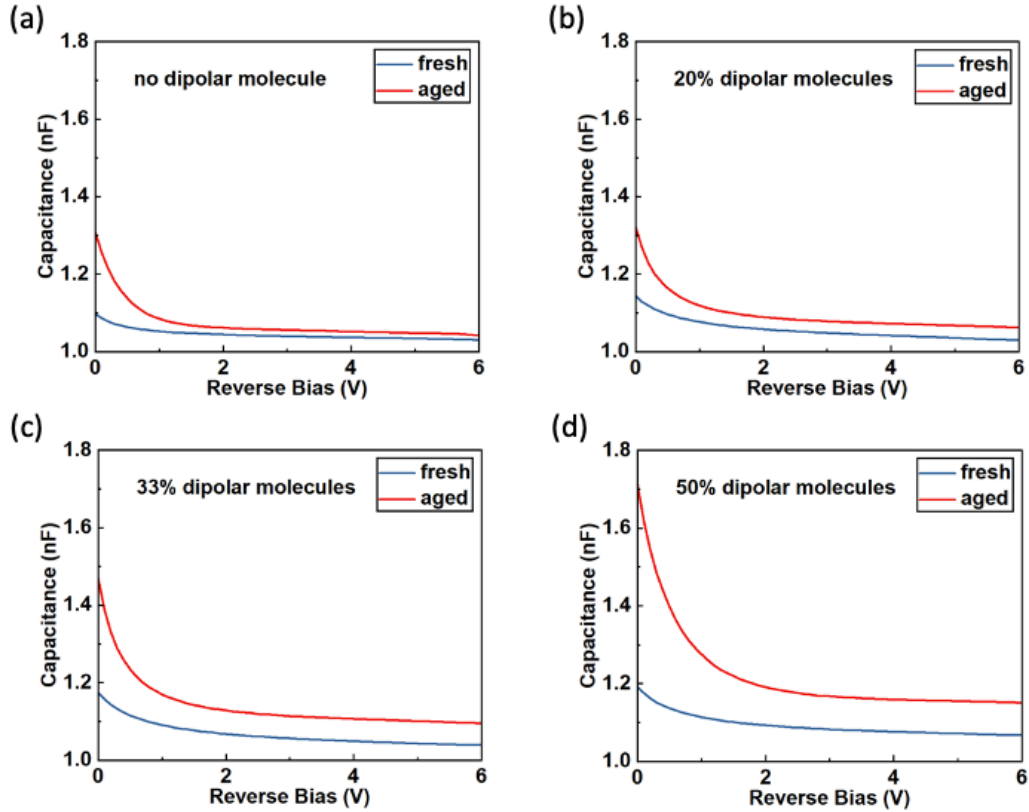 (a)
1.8
1.6
1.4
1.2
1.0
Capacitance (nF)
no dipolar molecule
fresh
aged
0
2
4
6
Reverse Bias (V)
(b)
1.8
1.6
1.4
1.2
1.0
Capacitance (nF)
20% dipolar molecules
fresh
aged
0
2
4
6
Reverse Bias (V)
(c)
1.8
1.6
1.4
1.2
1.0
Capacitance (nF)
33% dipolar molecules
fresh
aged
0
2
4
6
Reverse Bias (V)
(d)
1.8
1.6
1.4
1.2
1.0
Capacitance (nF)
50% dipolar molecules
fresh
aged
0
2
4
6
Reverse Bias (V)